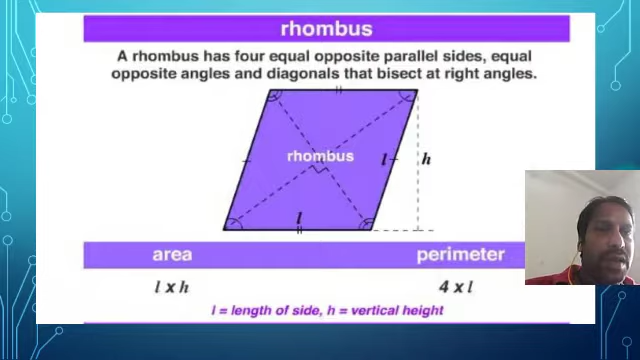 rhombus
A rhombus has four equal opposite parallel sides, equal
opposite angles and diagonals that bisect at right angles.
rhombus
l
h
l
area
perimeter
l x h
4 x l
l = length of side, h = vertical height